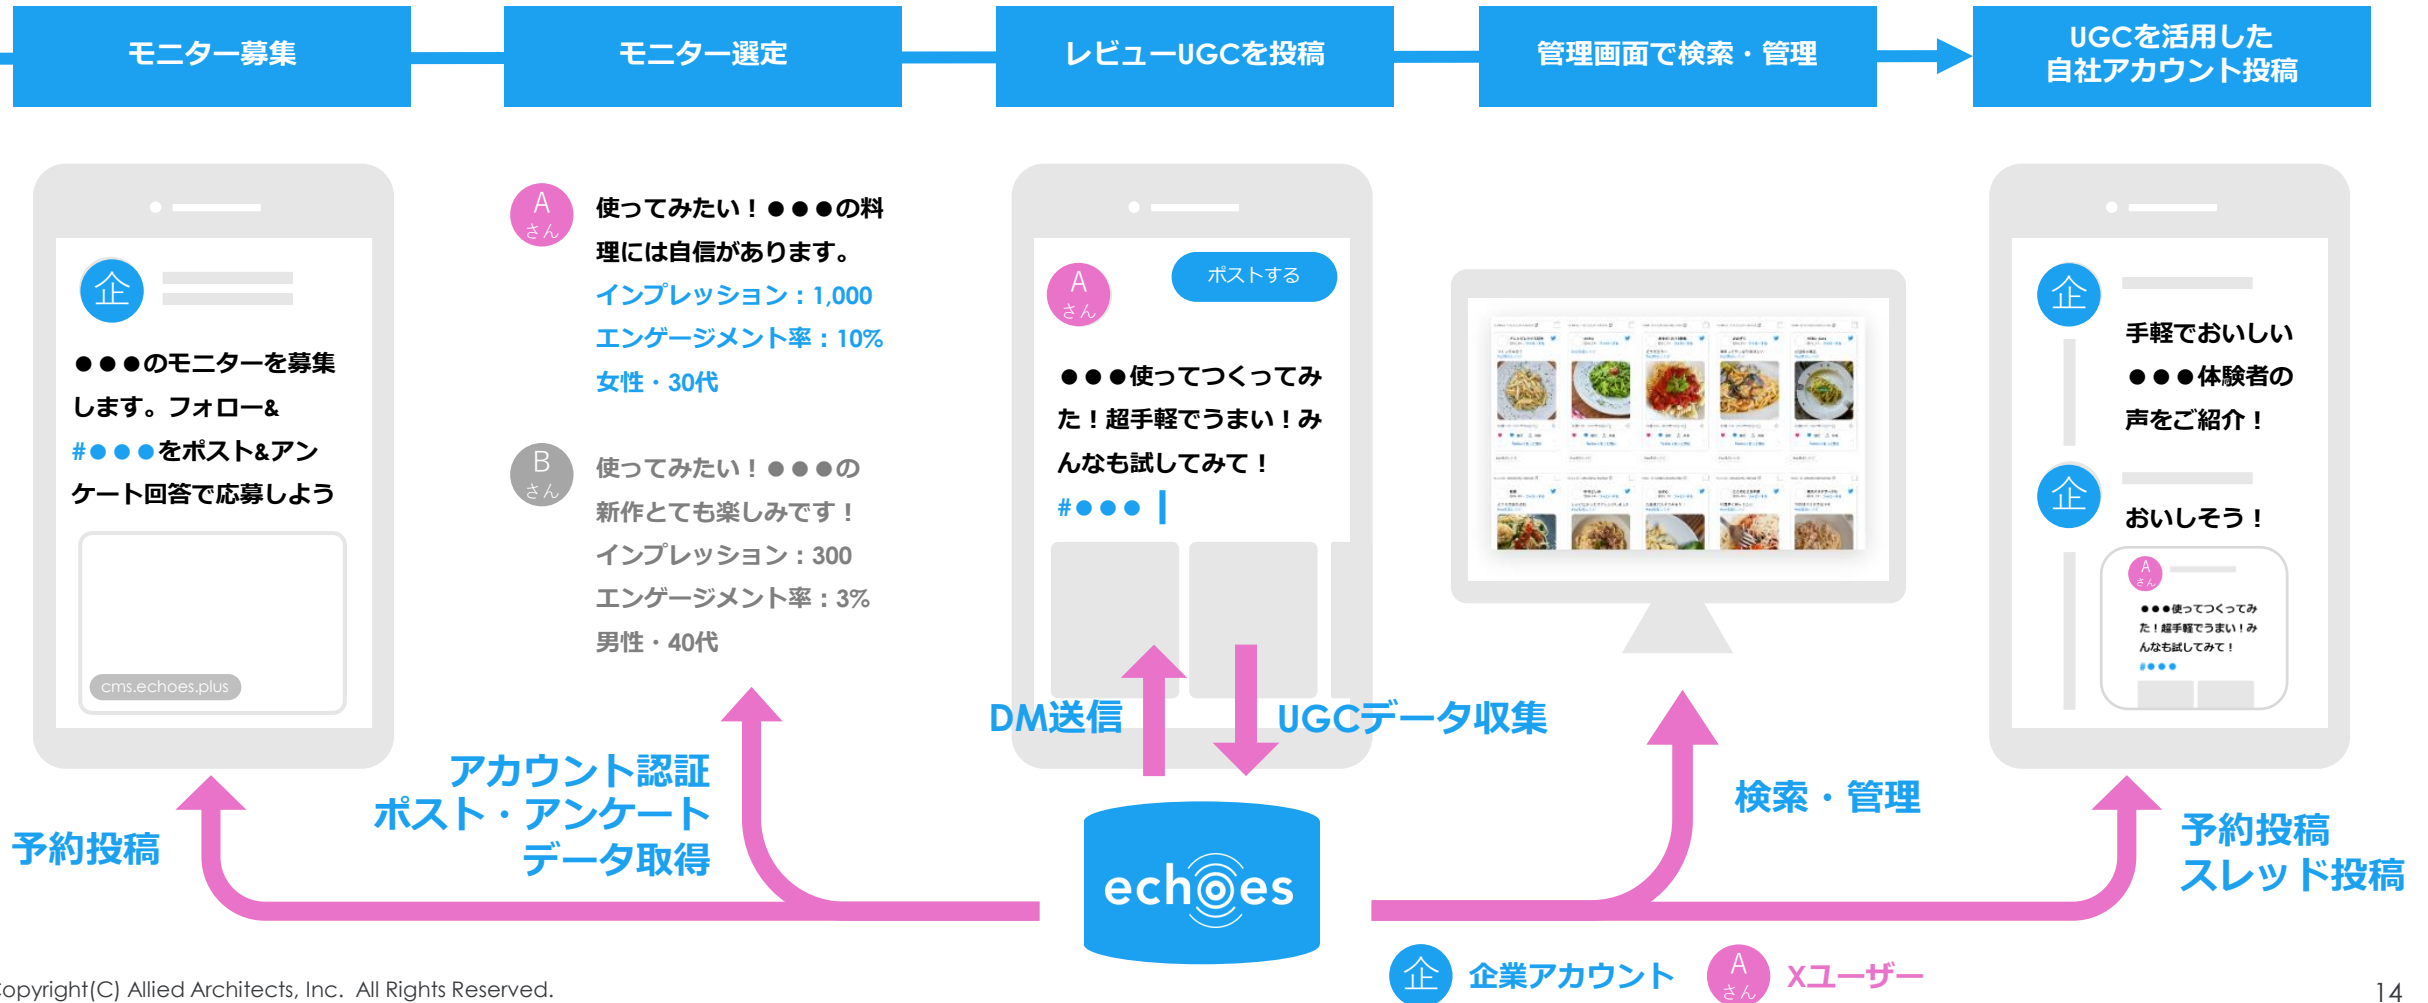 モニター募集
モニター選定
レビューUGCを投稿
管理画面で検索・管理
UGCを活用した
自社アカウント投稿
企
●●●のモニターを募集
します。フォロー&
#●●●をポスト&アン
ケート回答で応募しよう
cms.echoes.plus
A
さん
使ってみたい！●●●の料
理には自信があります。
インプレッション：1,000
エンゲージメント率：10%
女性・30代
B
さん
使ってみたい！●●●の
新作とても楽しみです！
インプレッション：300
エンゲージメント率：3%
男性・40代
A
さん
ポストする
●●●使ってつくってみ
た！超手軽でうまい！み
んなも試してみて！
#●●●
企
手軽でおいしい
●●●体験者の
声をご紹介！
企
おいしそう！
A
さん
●●●使ってつくってみ
た！超手軽でうまい！み
んなも試してみて！
#●●●
予約投稿
アカウント認証
ポスト・アンケート
データ取得
DM送信
UGCデータ収集
検索・管理
予約投稿
スレッド投稿
echoes
企
企業アカウント
A
さん
Xユーザー
opyright(C) Allied Architects, Inc. All Rights Reserved.
14